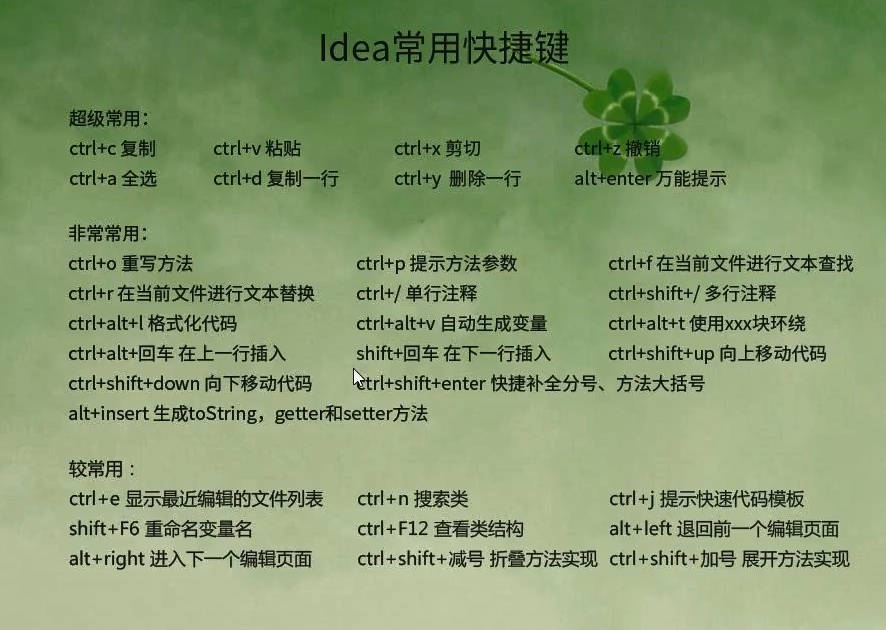 Idea常用快捷键
超级常用：
ctrl+c 复制 ctrl+v 粘贴 ctrl+x 剪切 ctrl+z 撤销
ctrl+a 全选 ctrl+d 复制一行 ctrl+y 删除一行 alt+enter 万能提示
非常常用：
ctrl+o 重写方法 ctrl+p 提示方法参数 ctrl+f 在当前文件进行文本查找
ctrl+r 在当前文件进行文本替换 ctrl+/ 单行注释 ctrl+shift+/ 多行注释
ctrl+alt+l 格式化代码 ctrl+alt+v 自动生成变量 ctrl+alt+t 使用xxx块环绕
ctrl+alt+回车 在上一行插入 shift+回车 在下一行插入 ctrl+shift+up 向上移动代码
ctrl+shift+down 向下移动代码 ctrl+shift+enter 快捷补全分号、方法大括号
alt+insert 生成toString，getter和setter方法
较常用：
ctrl+e 显示最近编辑的文件列表 ctrl+n 搜索类 ctrl+j 提示快速代码模板
shift+F6 重命名变量名 ctrl+F12 查看类结构 alt+left 退回前一个编辑页面
alt+right 进入下一个编辑页面 ctrl+shift+减号 折叠方法实现 ctrl+shift+加号 展开方法实现